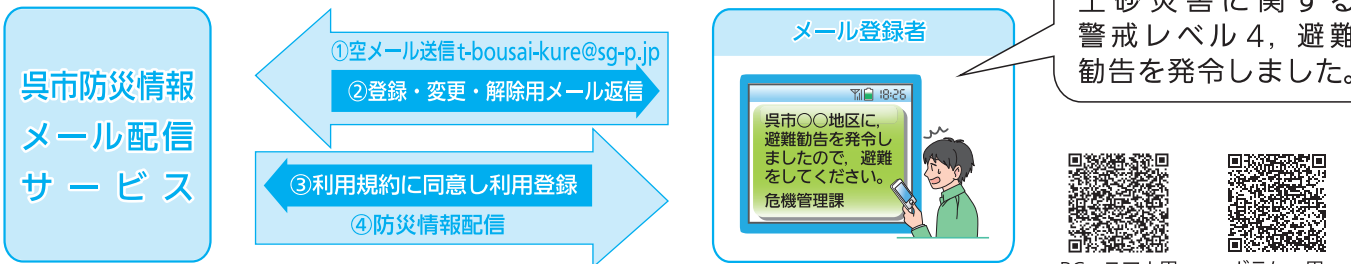 呉市防災情報
メール配信
サービス
①空メール送信t-bousai-kure@sg-p.jp
②登録・変更・解除用メール返信
③利用規約に同意し利用登録
④防災情報配信
メール登録者
18:26
呉市○○地区に,
避難勧告を発令し
ましたので，避難
をしてください。
危機管理課
土砂災害に関する
警戒レベル4，避難
勧告を発令しました。